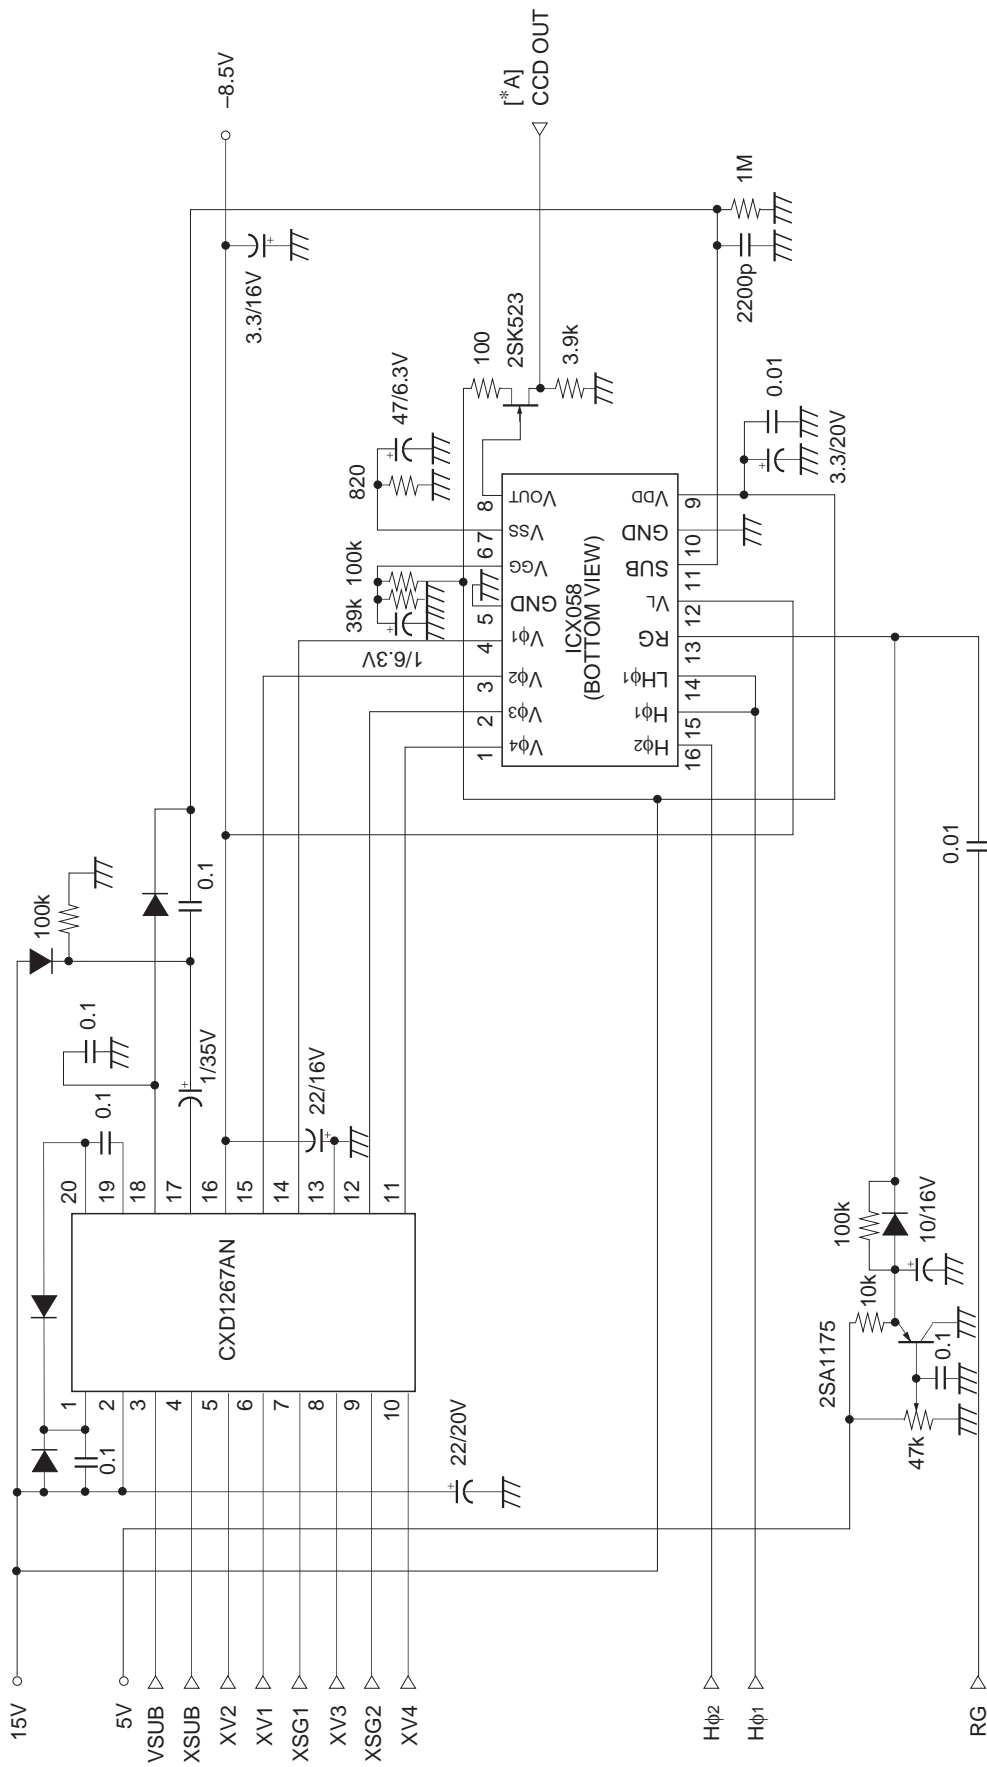 15V
5V
VSUB
XSUB
XV2
XV1
XSG1
XV3
XSG2
XV4
Hϕ2
Hϕ1
RG
0.1
22/20V
1
2
3
4
5
6
7
8
9
10
CXD1267AN
20
19
18
17
16
15
14
13
12
11
0.1
0.1
1/35V
22/16V
100k
0.1
–8.5V
3.3/16V
[*A]
CCD OUT
1M
2200p
100
2SK523
3.9k
47/6.3V
820
39k
100k
1/6.3V
0.01
3.3/20V
8
7
6
5
4
3
2
1
VOUT
VSS
VGG
GND
Vϕ1
Vϕ2
Vϕ3
Vϕ4
ICX058
(BOTTOM VIEW)
VDD
GND
SUB
VL
RG
LHϕ1
Hϕ1
Hϕ2
9
10
11
12
13
14
15
16
0.01
47k
2SA1175
0.1
10k
100k
10/16V